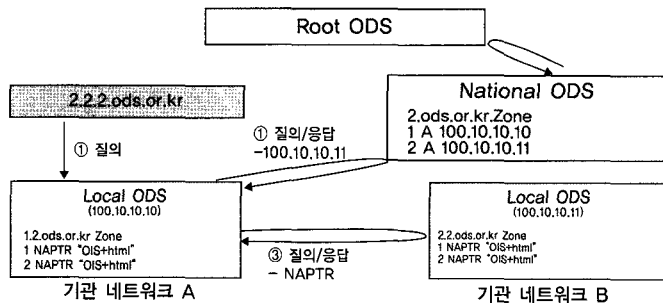 Root ODS
National ODS
2.ods.or.kr.Zone
1 A 100.10.10.10
2 A 100.10.10.11
2.2.2.ods.or.kr
① 질의
① 질의/응답
-100.10.10.11
Local ODS
(100.10.10.10)
1.2.ods.or.kr Zone
1 NAPTR "OIS+html"
2 NAPTR "OIS+html"
기관 네트워크 A
③ 질의/응답
- NAPTR
Local ODS
(100.10.10.11)
2.2.ods.or.kr Zone
1 NAPTR "OIS+html"
2 NAPTR "OIS+html"
기관 네트워크 B